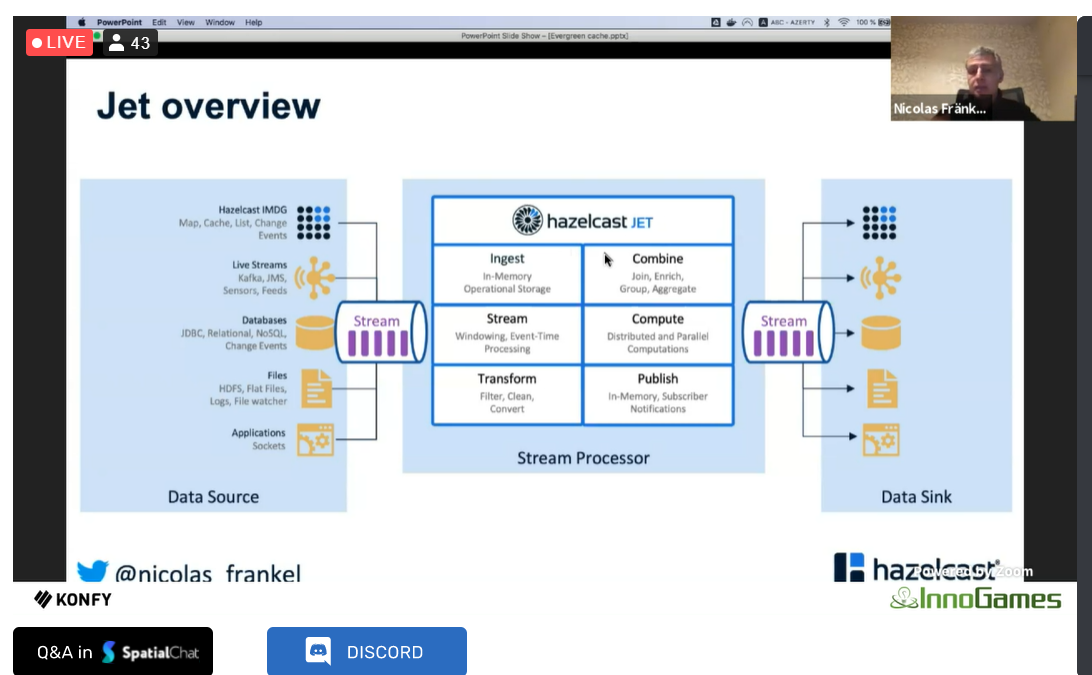 PowerPoint Edit View Window Help
ABC - AZERTY 100 %
PowerPoint Slide Show - [Evergreen cache.pptx]
LIVE 43
Nicolas Fränk...
Jet overview
Hazelcast IMDG
Map, Cache, List, Change
Events
Live Streams
Kafka, JMS,
Sensors, Feeds
Databases
JDBC, Relational, NoSQL,
Change Events
Files
HDFS, Flat Files,
Logs, File watcher
Applications
Sockets
Data Source
Stream
hazelcast JET
Ingest
In-Memory
Operational Storage
Combine
Join, Enrich,
Group, Aggregate
Stream
Windowing, Event-Time
Processing
Compute
Distributed and Parallel
Computations
Transform
Filter, Clean,
Convert
Publish
In-Memory, Subscriber
Notifications
Stream Processor
Stream
Data Sink
@nicolas_frankel
hazelcast
Powered by Zoom
KONFY
InnoGames
Q&A in SpatialChat
DISCORD